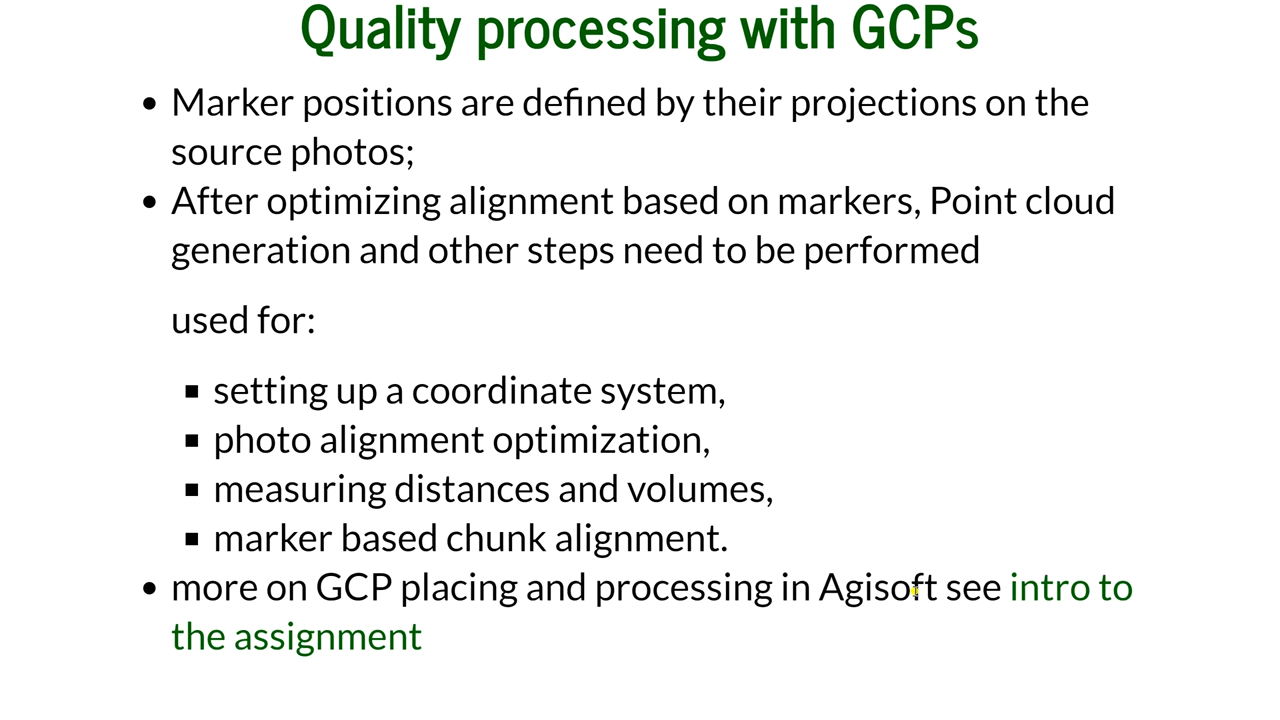 Quality processing with GCPs
• Marker positions are defined by their projections on the
source photos;
• After optimizing alignment based on markers, Point cloud
generation and other steps need to be performed
used for:
▪ setting up a coordinate system,
▪ photo alignment optimization,
▪ measuring distances and volumes,
▪ marker based chunk alignment.
• more on GCP placing and processing in Agisoft see intro to
the assignment